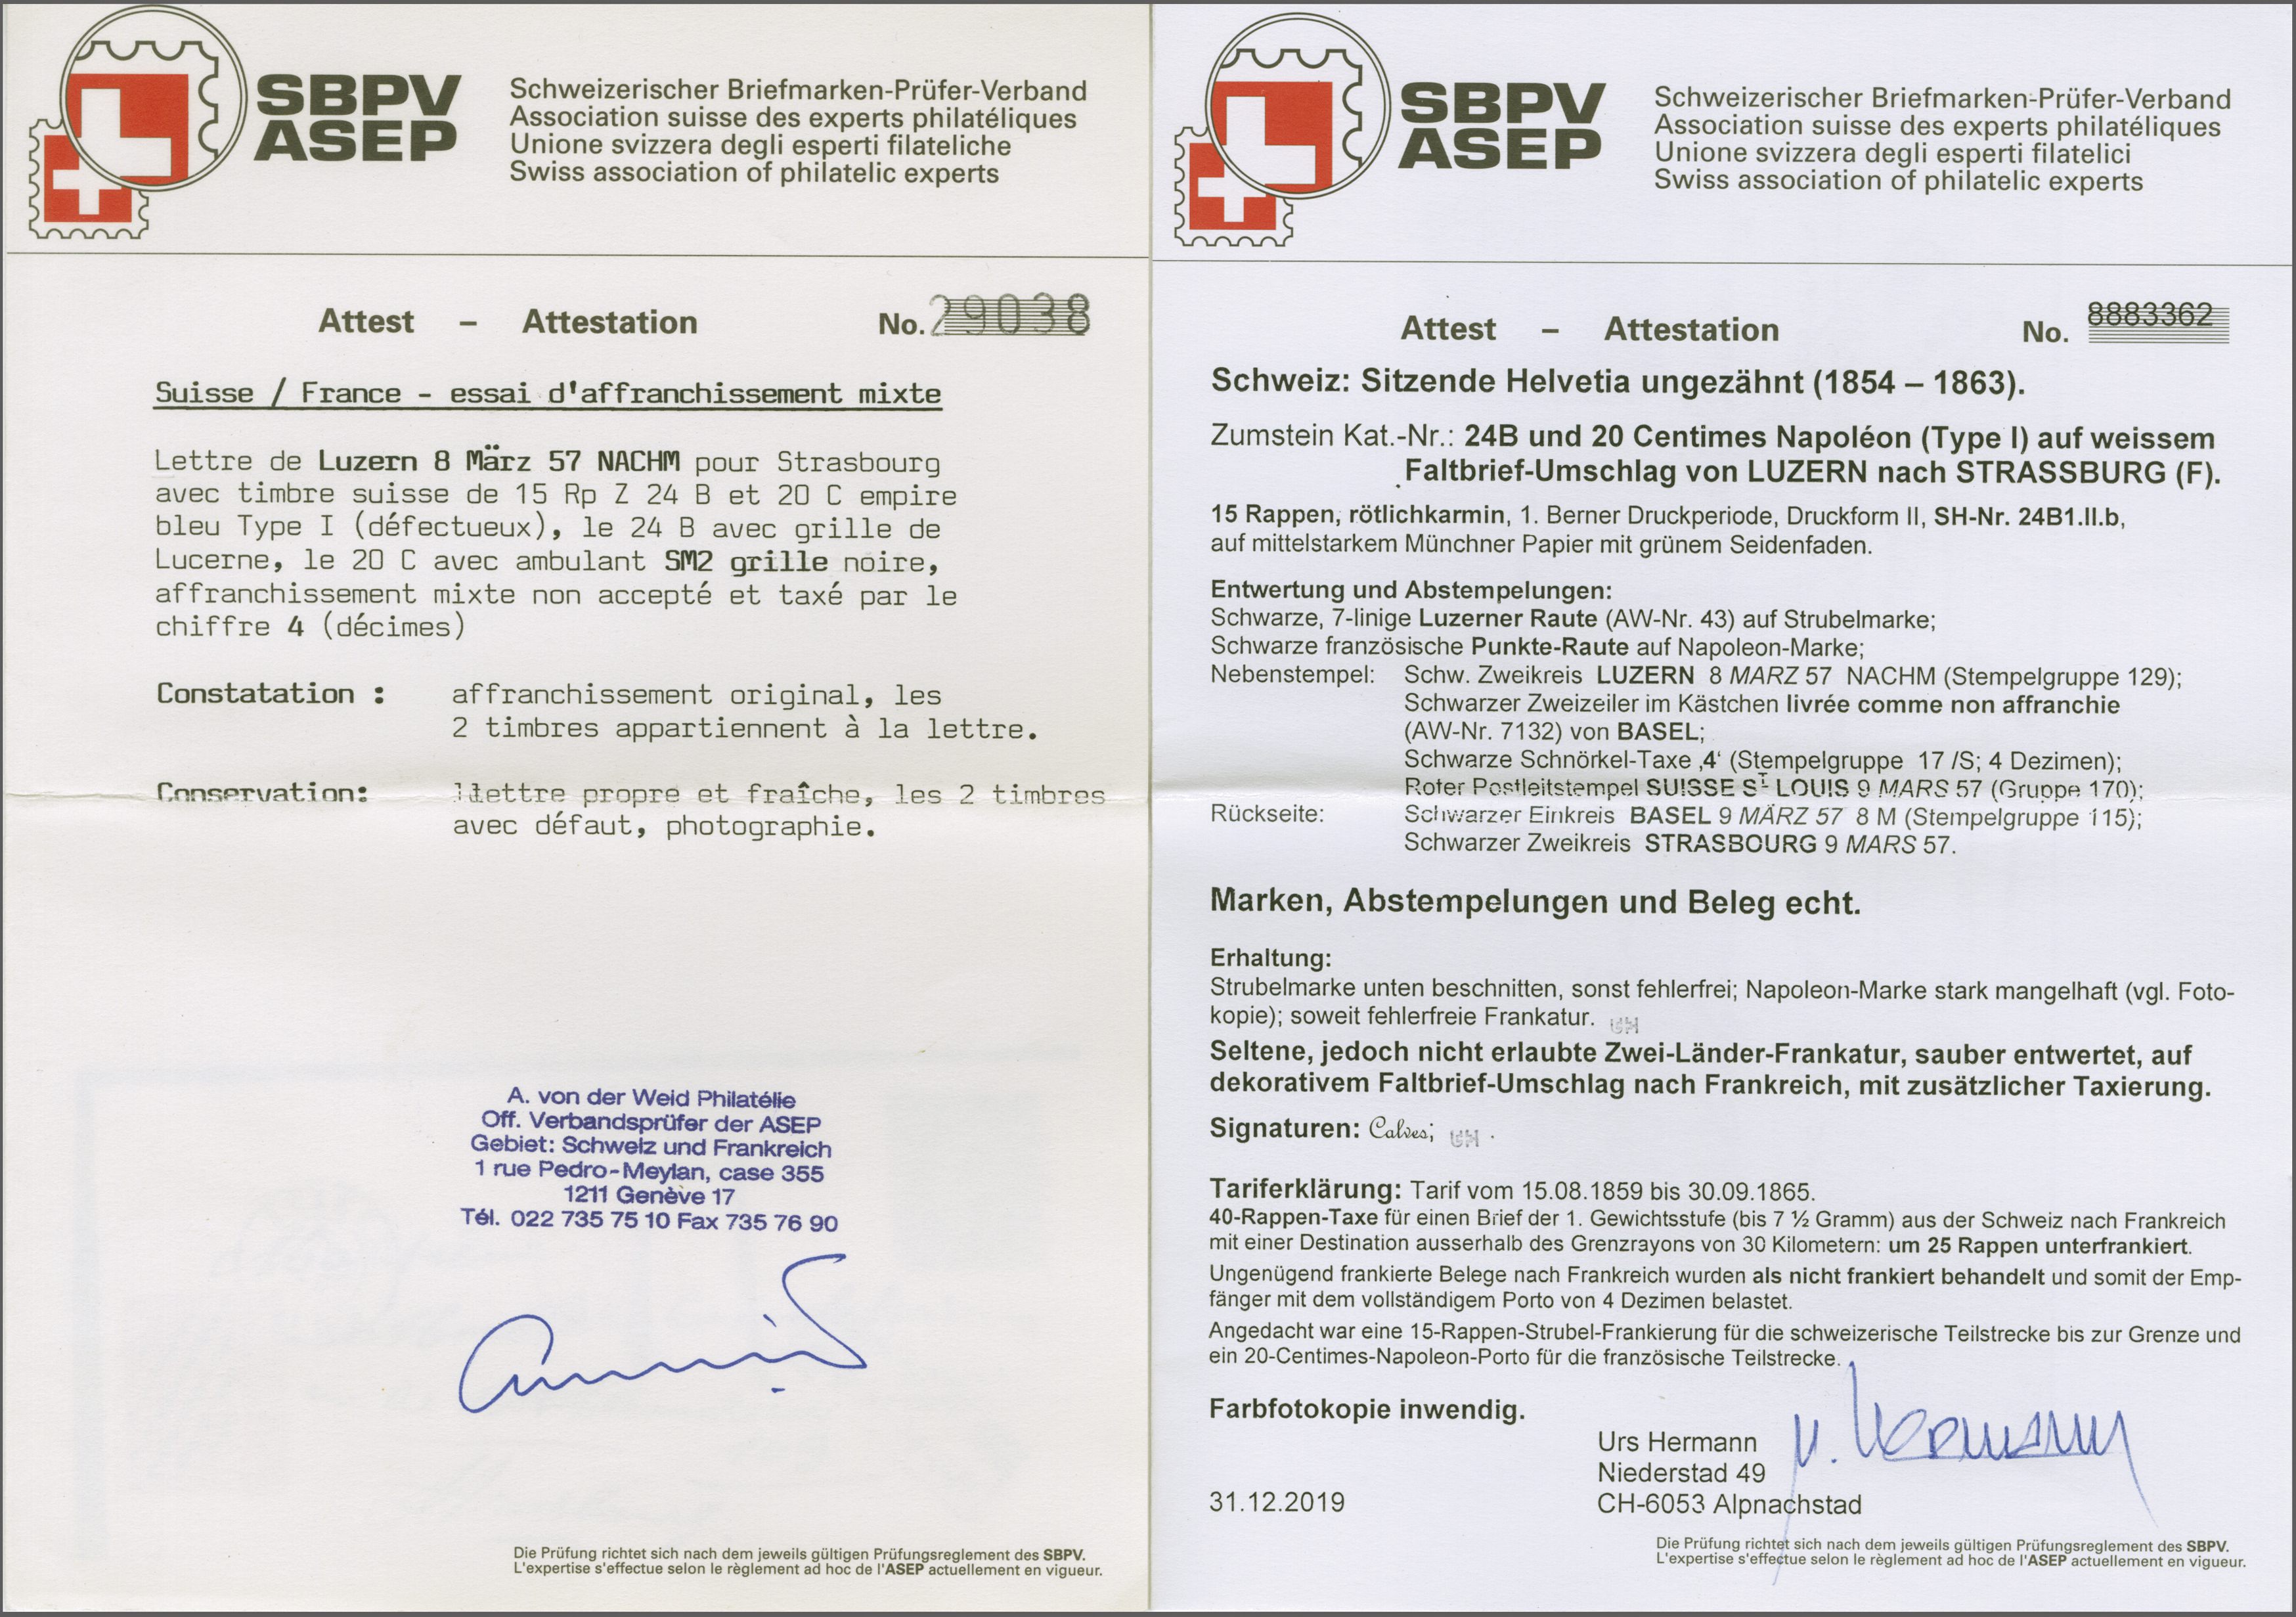 SBPV
ASEP
Schweizerischer Briefmarken-Prüfer-Verband
Association suisse des experts philatéliques
Unione svizzera degli esperti filateliche
Swiss association of philatelic experts
Attest – Attestation No. 29038
Suisse / France - essai d'affranchissement mixte
Lettre de Luzern 8 März 57 NACHM pour Strasbourg
avec timbre suisse de 15 Rp Z 24 B et 20 C empire
bleu Type I (défectueux), le 24 B avec grille de
Lucerne, le 20 C avec ambulant SM2 grille noire,
affranchissement mixte non accepté et taxé par le
chiffre 4 (décimes)
Constatation : affranchissement original, les
2 timbres appartiennent à la lettre.
Conservation: llettre propre et fraîche, les 2 timbres
avec défaut, photographie.
A. von der Weid Philatélie
Off. Verbandsprüfer der ASEP
Gebiet: Schweiz und Frankreich
1 rue Pedro-Meylan, case 355
1211 Genève 17
Tél. 022 735 75 10 Fax 735 76 90
Die Prüfung richtet sich nach dem jeweils gültigen Prüfungsreglement des SBPV.
L'expertise s'effectue selon le règlement ad hoc de l'ASEP actuellement en vigueur.
SBPV
ASEP
Schweizerischer Briefmarken-Prüfer-Verband
Association suisse des experts philatéliques
Unione svizzera degli esperti filatelici
Swiss association of philatelic experts
Attest – Attestation No. 8883362
Schweiz: Sitzende Helvetia ungezähnt (1854 – 1863).
Zumstein Kat.-Nr.: 24B und 20 Centimes Napoléon (Type I) auf weissem
Faltbrief-Umschlag von LUZERN nach STRASSBURG (F).
15 Rappen, rötlichkarmin, 1. Berner Druckperiode, Druckform II, SH-Nr. 24B1.II.b,
auf mittelstarkem Münchner Papier mit grünem Seidenfaden.
Entwertung und Abstempelungen:
Schwarze, 7-linige Luzerner Raute (AW-Nr. 43) auf Strubelmarke;
Schwarze französische Punkte-Raute auf Napoleon-Marke;
Nebenstempel: Schw. Zweikreis LUZERN 8 MARZ 57 NACHM (Stempelgruppe 129);
Schwarzer Zweizeiler im Kästchen livrée comme non affranchie
(AW-Nr. 7132) von BASEL;
Schwarze Schnörkel-Taxe ‚4‘ (Stempelgruppe 17 /S; 4 Dezimen);
Roter Postleitstempel SUISSE ST LOUIS 9 MARS 57 (Gruppe 170);
Rückseite: Schwarzer Einkreis BASEL 9 MÄRZ 57 8 M (Stempelgruppe 115);
Schwarzer Zweikreis STRASBOURG 9 MARS 57.
Marken, Abstempelungen und Beleg echt.
Erhaltung:
Strubelmarke unten beschnitten, sonst fehlerfrei; Napoleon-Marke stark mangelhaft (vgl. Foto-
kopie); soweit fehlerfreie Frankatur. UH
Seltene, jedoch nicht erlaubte Zwei-Länder-Frankatur, sauber entwertet, auf
dekorativem Faltbrief-Umschlag nach Frankreich, mit zusätzlicher Taxierung.
Signaturen: Calves; UH .
Tariferklärung: Tarif vom 15.08.1859 bis 30.09.1865.
40-Rappen-Taxe für einen Brief der 1. Gewichtsstufe (bis 7 ½ Gramm) aus der Schweiz nach Frankreich
mit einer Destination ausserhalb des Grenzrayons von 30 Kilometern: um 25 Rappen unterfrankiert.
Ungenügend frankierte Belege nach Frankreich wurden als nicht frankiert behandelt und somit der Emp-
fänger mit dem vollständigem Porto von 4 Dezimen belastet.
Angedacht war eine 15-Rappen-Strubel-Frankierung für die schweizerische Teilstrecke bis zur Grenze und
ein 20-Centimes-Napoleon-Porto für die französische Teilstrecke.
Farbfotokopie inwendig.
Urs Hermann
U. Hermann
Niederstad 49
31.12.2019 CH-6053 Alpnachstad
Die Prüfung richtet sich nach dem jeweils gültigen Prüfungsreglement des SBPV.
L'expertise s'effectue selon le règlement ad hoc de l'ASEP actuellement en vigueur.